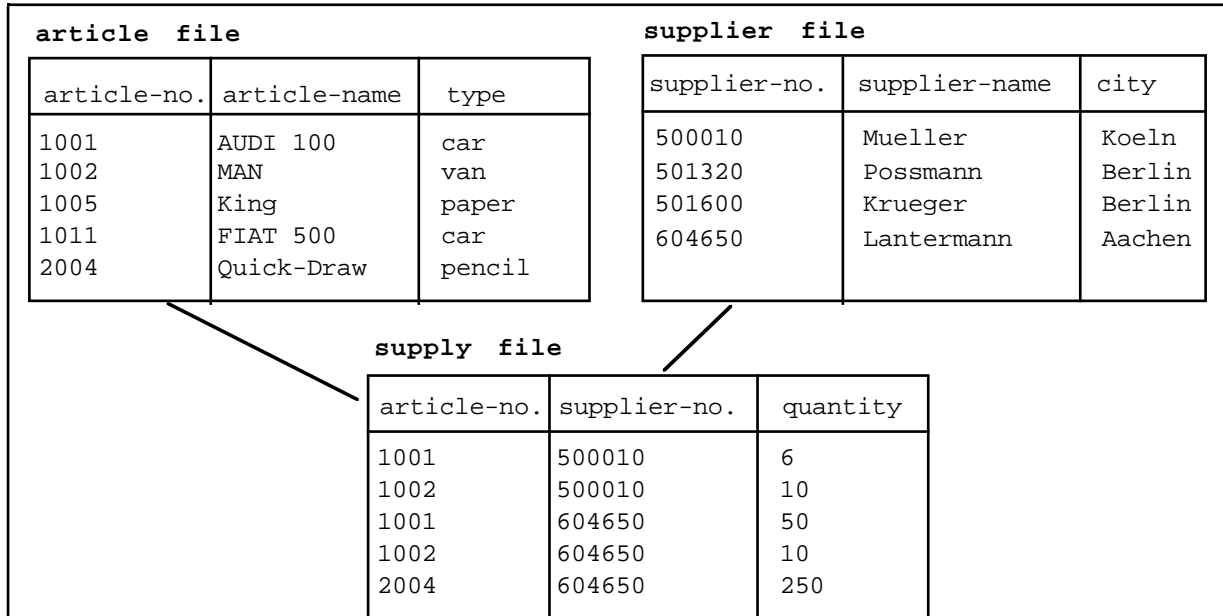 article file
article-no. article-name type
1001 AUDI 100 car
1002 MAN van
1005 King paper
1011 FIAT 500 car
2004 Quick-Draw pencil
supplier file
supplier-no. supplier-name city
500010 Mueller Koeln
501320 Possmann Berlin
501600 Krueger Berlin
604650 Lantermann Aachen
supply file
article-no. supplier-no. quantity
1001 500010 6
1002 500010 10
1001 604650 50
1002 604650 10
2004 604650 250